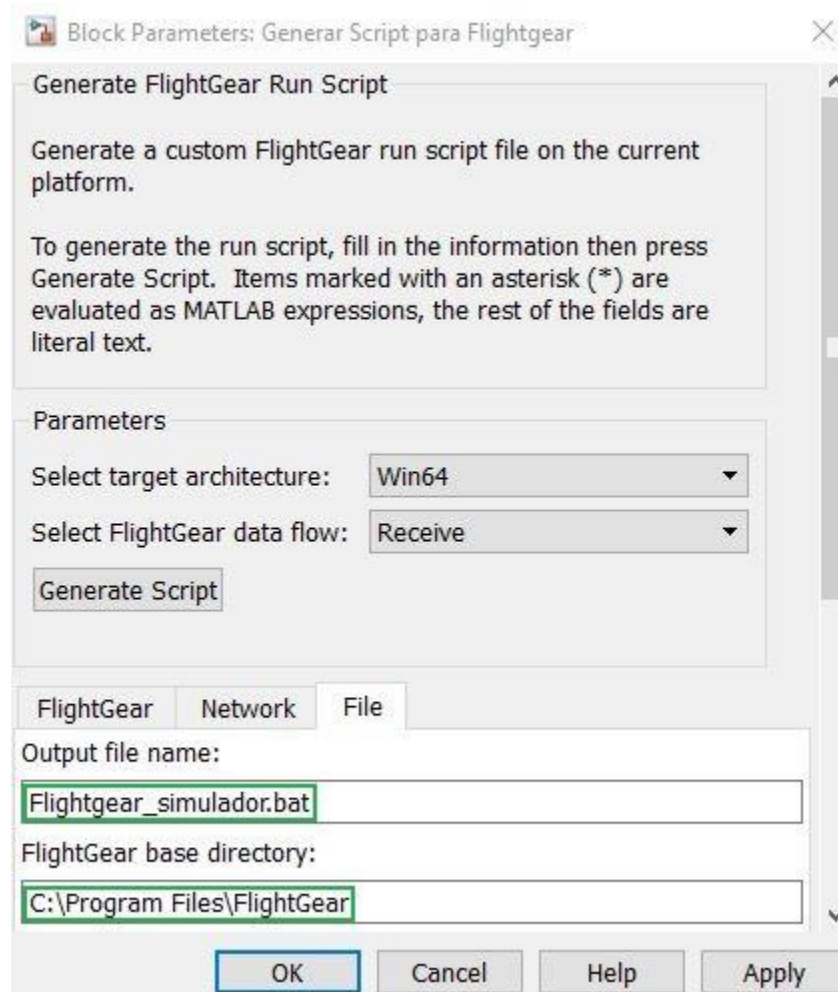 Block Parameters: Generar Script para Flightgear
Generate FlightGear Run Script
Generate a custom FlightGear run script file on the current
platform.
To generate the run script, fill in the information then press
Generate Script. Items marked with an asterisk (*) are
evaluated as MATLAB expressions, the rest of the fields are
literal text.
Parameters
Select target architecture: Win64
Select FlightGear data flow: Receive
Generate Script
FlightGear Network File
Output file name:
Flightgear_simulador.bat
FlightGear base directory:
C:\Program Files\FlightGear
OK Cancel Help Apply